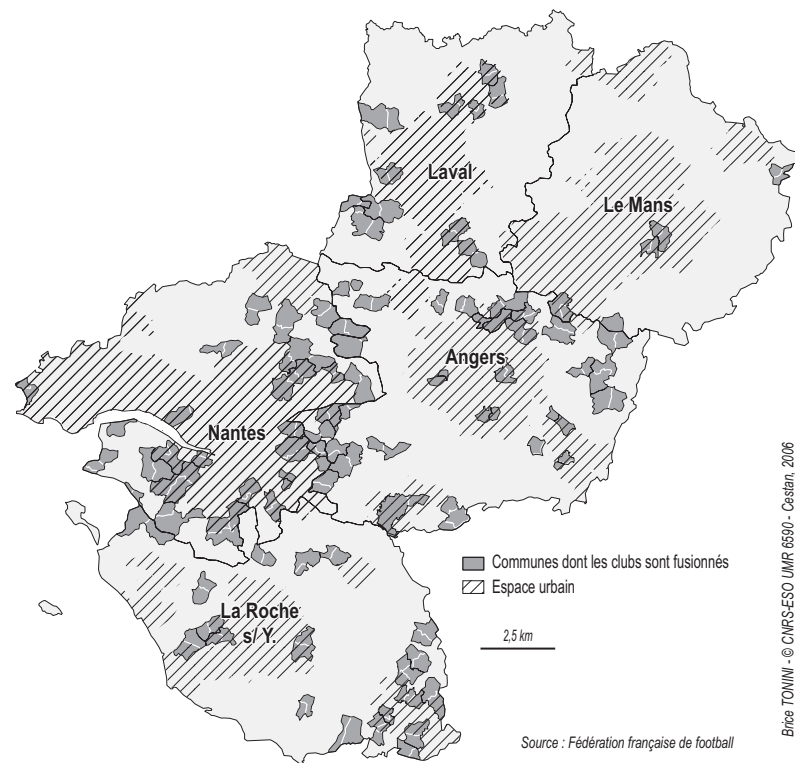 Laval
Le Mans
Angers
Nantes
La Roche
s/ Y.
Communes dont les clubs sont fusionnés
Espace urbain
2,5 km
Source : Fédération française de football
Brice TONINI - © CNRS-ESO UMR 6590 - Cestan, 2006